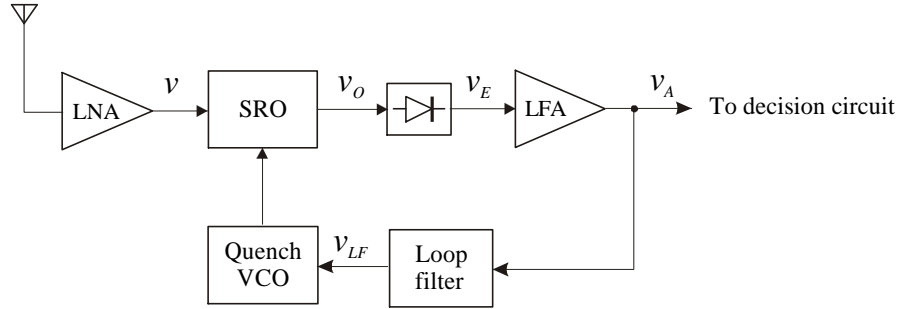 LNA
v
SRO
v_O
v_E
LFA
v_A
To decision circuit
Quench
VCO
v_LF
Loop
filter